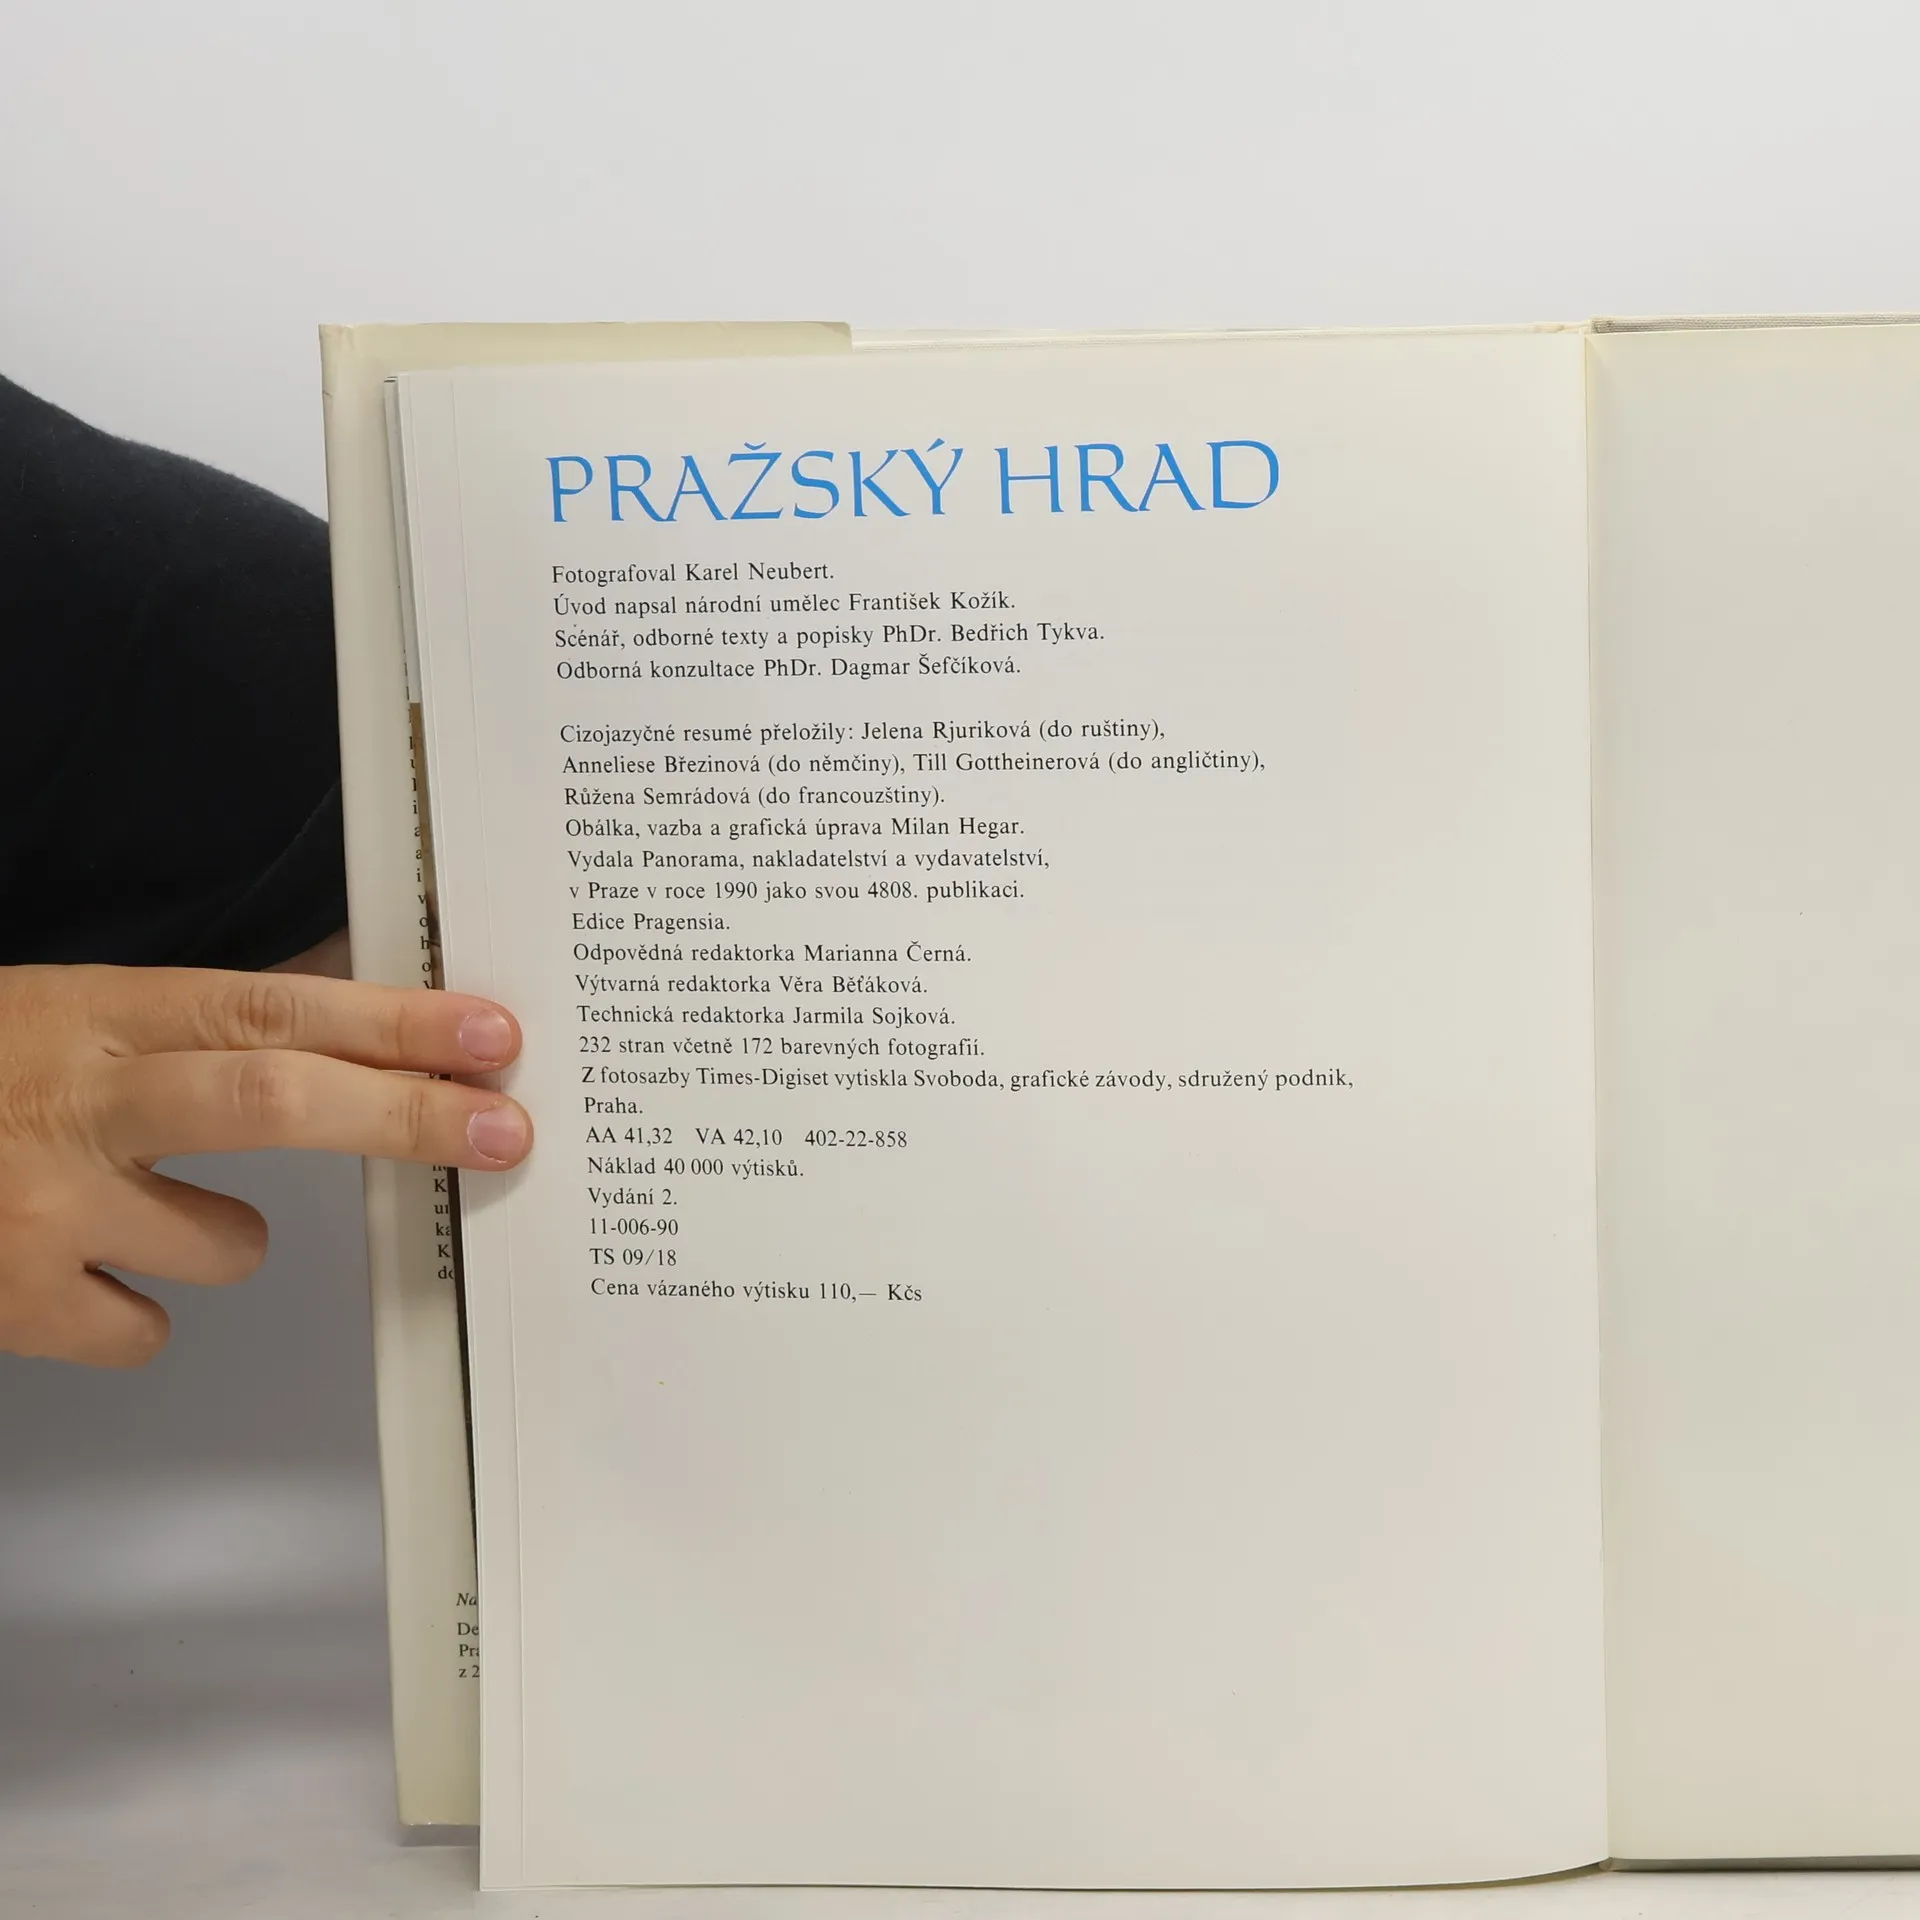 PRAŽSKÝ HRAD
Fotografoval Karel Neubert.
Úvod napsal národní umělec František Kožík.
Scénář, odborné texty a popisky PhDr. Bedřich Tykva.
Odborná konzultace PhDr. Dagmar Šefčíková.
Cizojazyčné resumé přeložily: Jelena Rjuriková (do ruštiny),
Anneliese Březinová (do němčiny), Till Gottheinerová (do angličtiny),
Růžena Semrádová (do francouzštiny).
Obálka, vazba a grafická úprava Milan Hegar.
Vydala Panorama, nakladatelství a vydavatelství,
v Praze v roce 1990 jako svou 4808. publikaci.
Edice Pragensia.
Odpovědná redaktorka Marianna Černá.
Výtvarná redaktorka Věra Běťáková.
Technická redaktorka Jarmila Sojková.
232 stran včetně 172 barevných fotografií.
Z fotosazby Times-Digiset vytiskla Svoboda, grafické závody, sdružený podnik,
Praha.
AA 41,32 VA 42,10 402-22-858
Náklad 40 000 výtisků.
Vydání 2.
11-006-90
TS 09/18
Cena vázaného výtisku 110,— Kčs